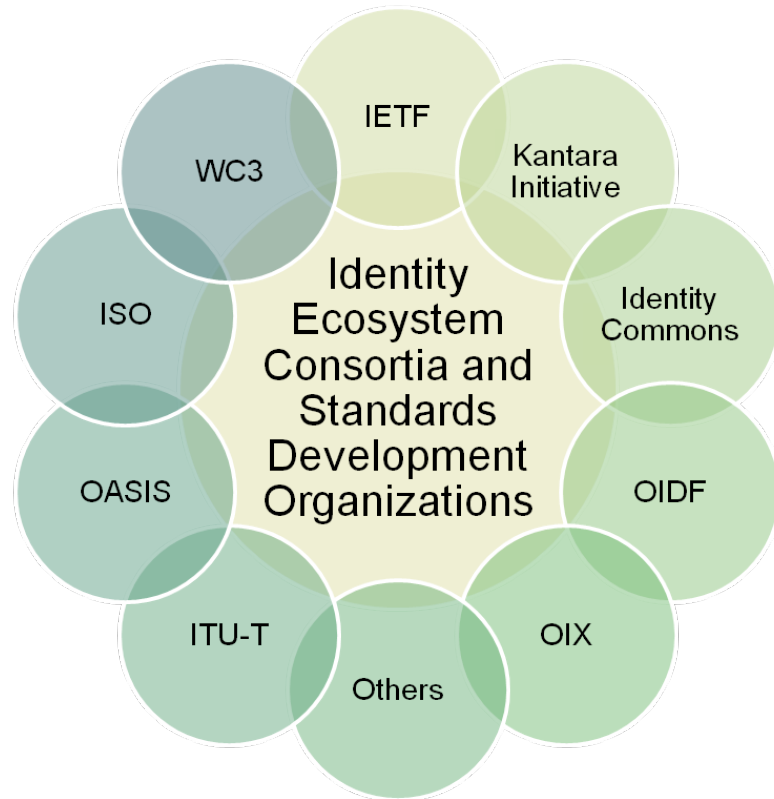 IETF
Kantara
Initiative
Identity
Commons
OIDF
OIX
Others
ITU-T
OASIS
ISO
WC3
Identity
Ecosystem
Consortia and
Standards
Development
Organizations